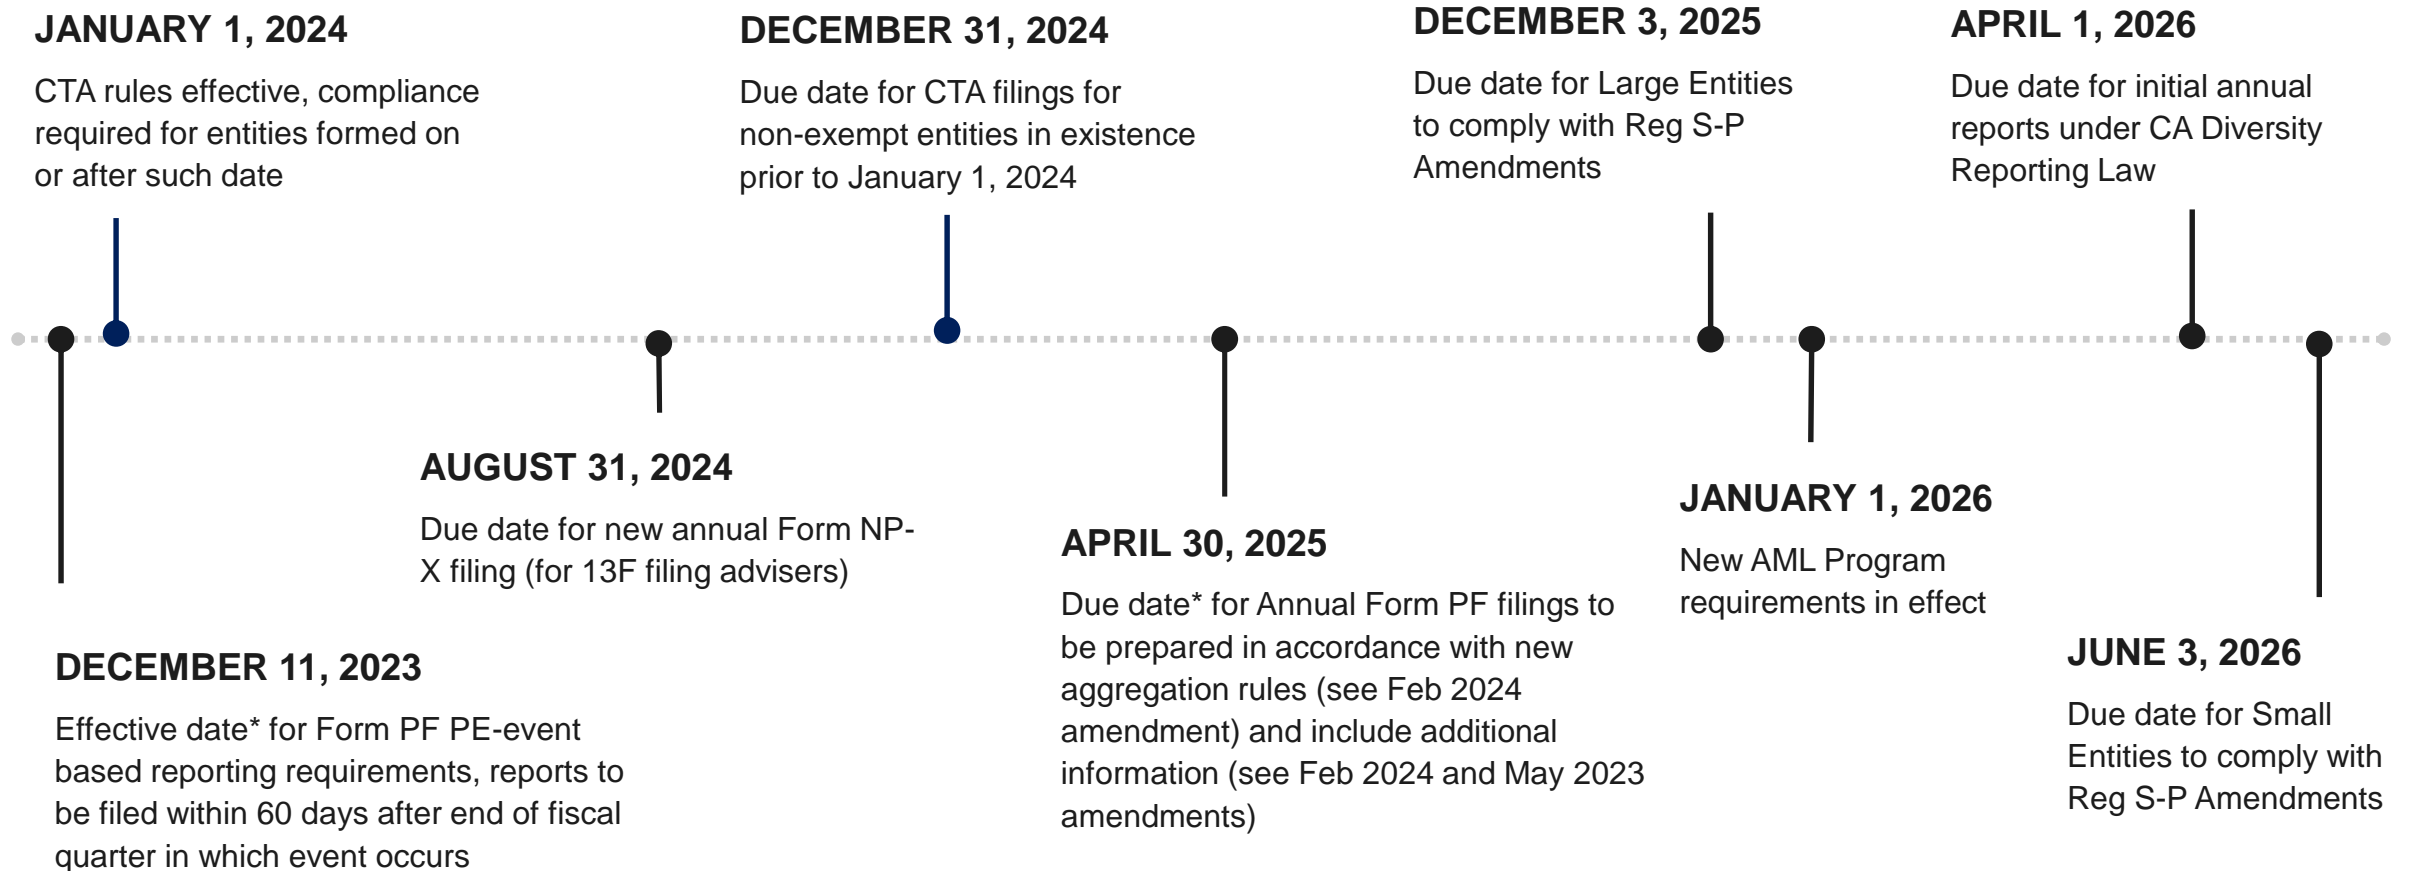 JANUARY 1, 2024
CTA rules effective, compliance
required for entities formed on
or after such date
DECEMBER 31, 2024
Due date for CTA filings for
non-exempt entities in existence
prior to January 1, 2024
DECEMBER 3, 2025
Due date for Large Entities
to comply with Reg S-P
Amendments
APRIL 1, 2026
Due date for initial annual
reports under CA Diversity
Reporting Law
DECEMBER 11, 2023
Effective date* for Form PF PE-event
based reporting requirements, reports to
be filed within 60 days after end of fiscal
quarter in which event occurs
AUGUST 31, 2024
Due date for new annual Form NP-
X filing (for 13F filing advisers)
APRIL 30, 2025
Due date* for Annual Form PF filings to
be prepared in accordance with new
aggregation rules (see Feb 2024
amendment) and include additional
information (see Feb 2024 and May 2023
amendments)
JANUARY 1, 2026
New AML Program
requirements in effect
JUNE 3, 2026
Due date for Small
Entities to comply with
Reg S-P Amendments